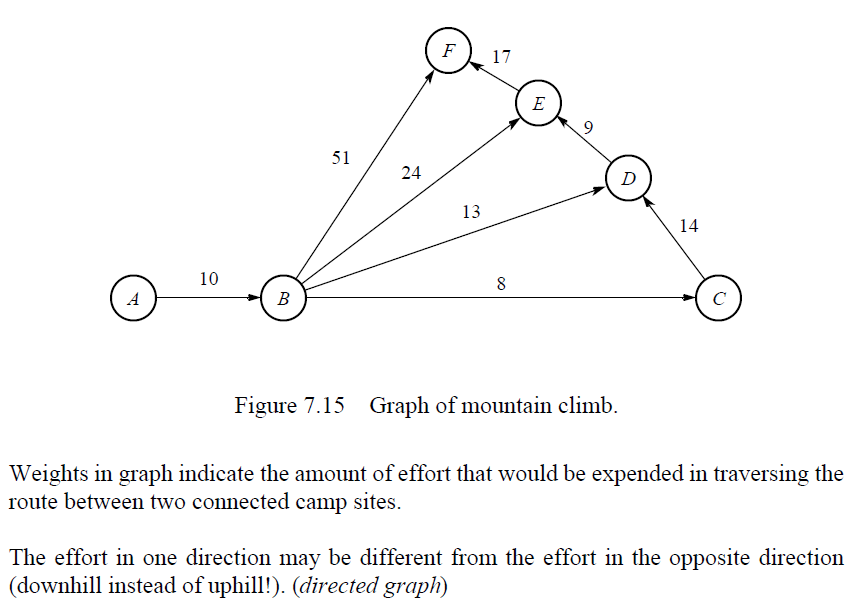 F
17
E
9
51
24
D
13
14
10
8
A
B
C
Figure 7.15 Graph of mountain climb.
Weights in graph indicate the amount of effort that would be expended in traversing the
route between two connected camp sites.
The effort in one direction may be different from the effort in the opposite direction
(downhill instead of uphill!). (directed graph)